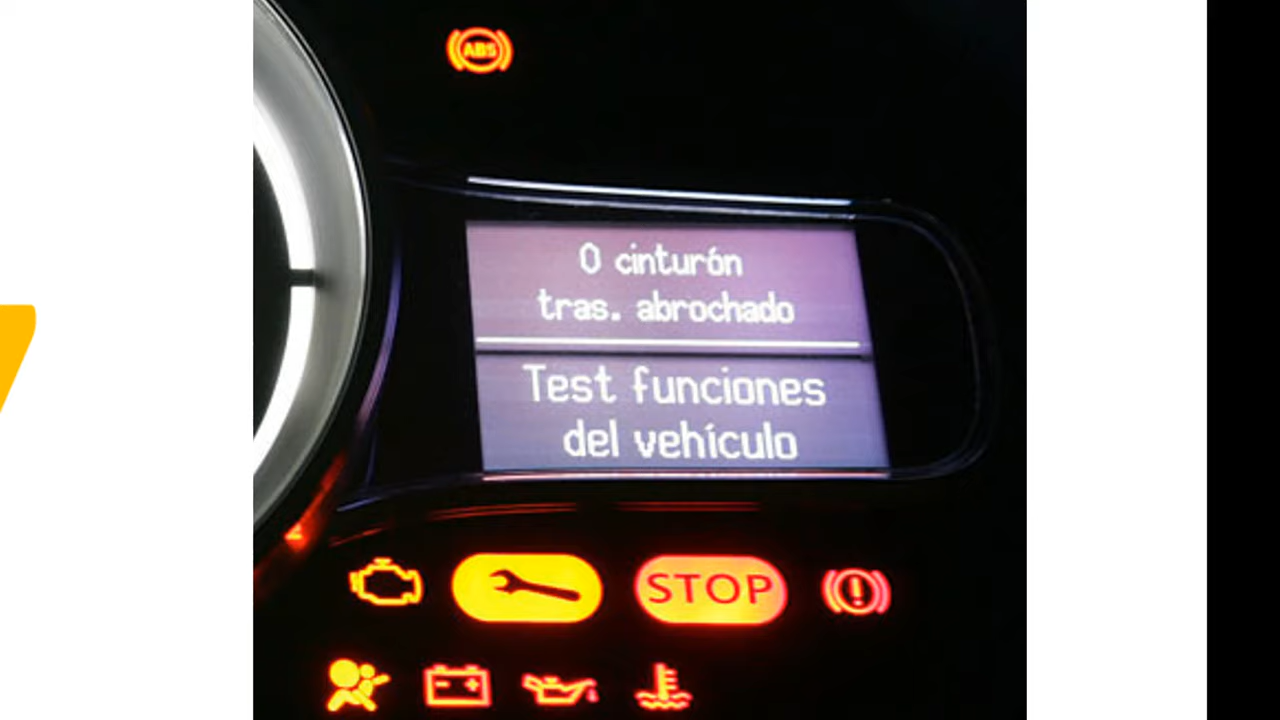 ABS
0 cinturón
tras. abrochado
Test funciones
del vehículo
STOP